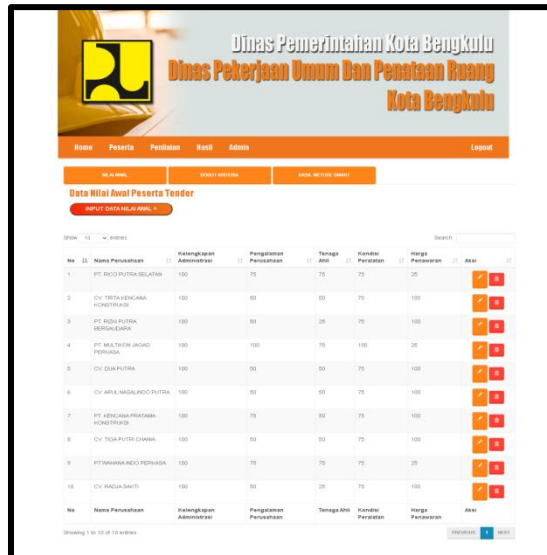 Dinas Pemerintahan Kota Bengkulu
Dinas Pekerjaan Umum Dan Penataan Ruang
Kota Bengkulu
Home Peserta Penilaian Hasil Admin Logout
NILAI AWAL BOBOT KRITERIA HASIL METODE SMART
Data Nilai Awal Peserta Tender
INPUT DATA NILAI AWAL +
Show 10 entries Search:
No Nama Perusahaan Kelengkapan Administrasi Pengalaman Perusahaan Tenaga Ahli Kondisi Peralatan Harga Penawaran Aksi
1 PT. RICO PUTRA SELATAN 100 75 75 75 25
2 CV. TIRTA KENCANA KONSTRUKSI 100 50 50 75 100
3 PT. RIZKI PUTRA BERSAUDARA 100 50 25 75 100
4 PT. MULTIKON JAGAD PERKASA 100 100 75 100 25
5 CV. DUA PUTRA 100 50 50 75 100
6 CV. ARUL NAGALINDO PUTRA 100 50 50 75 100
7 PT. KENCANA PRATAMA KONSTRUKSI 100 75 50 75 100
8 CV. TIGA PUTRI CHANIA 100 50 50 75 100
9 PT.WAHANA INDO PERKASA 100 75 75 75 25
10 CV. RADJA SAKTI 100 50 25 75 100
No Nama Perusahaan Kelengkapan Administrasi Pengalaman Perusahaan Tenaga Ahli Kondisi Peralatan Harga Penawaran Aksi
Showing 1 to 10 of 10 entries PREVIOUS 1 NEXT